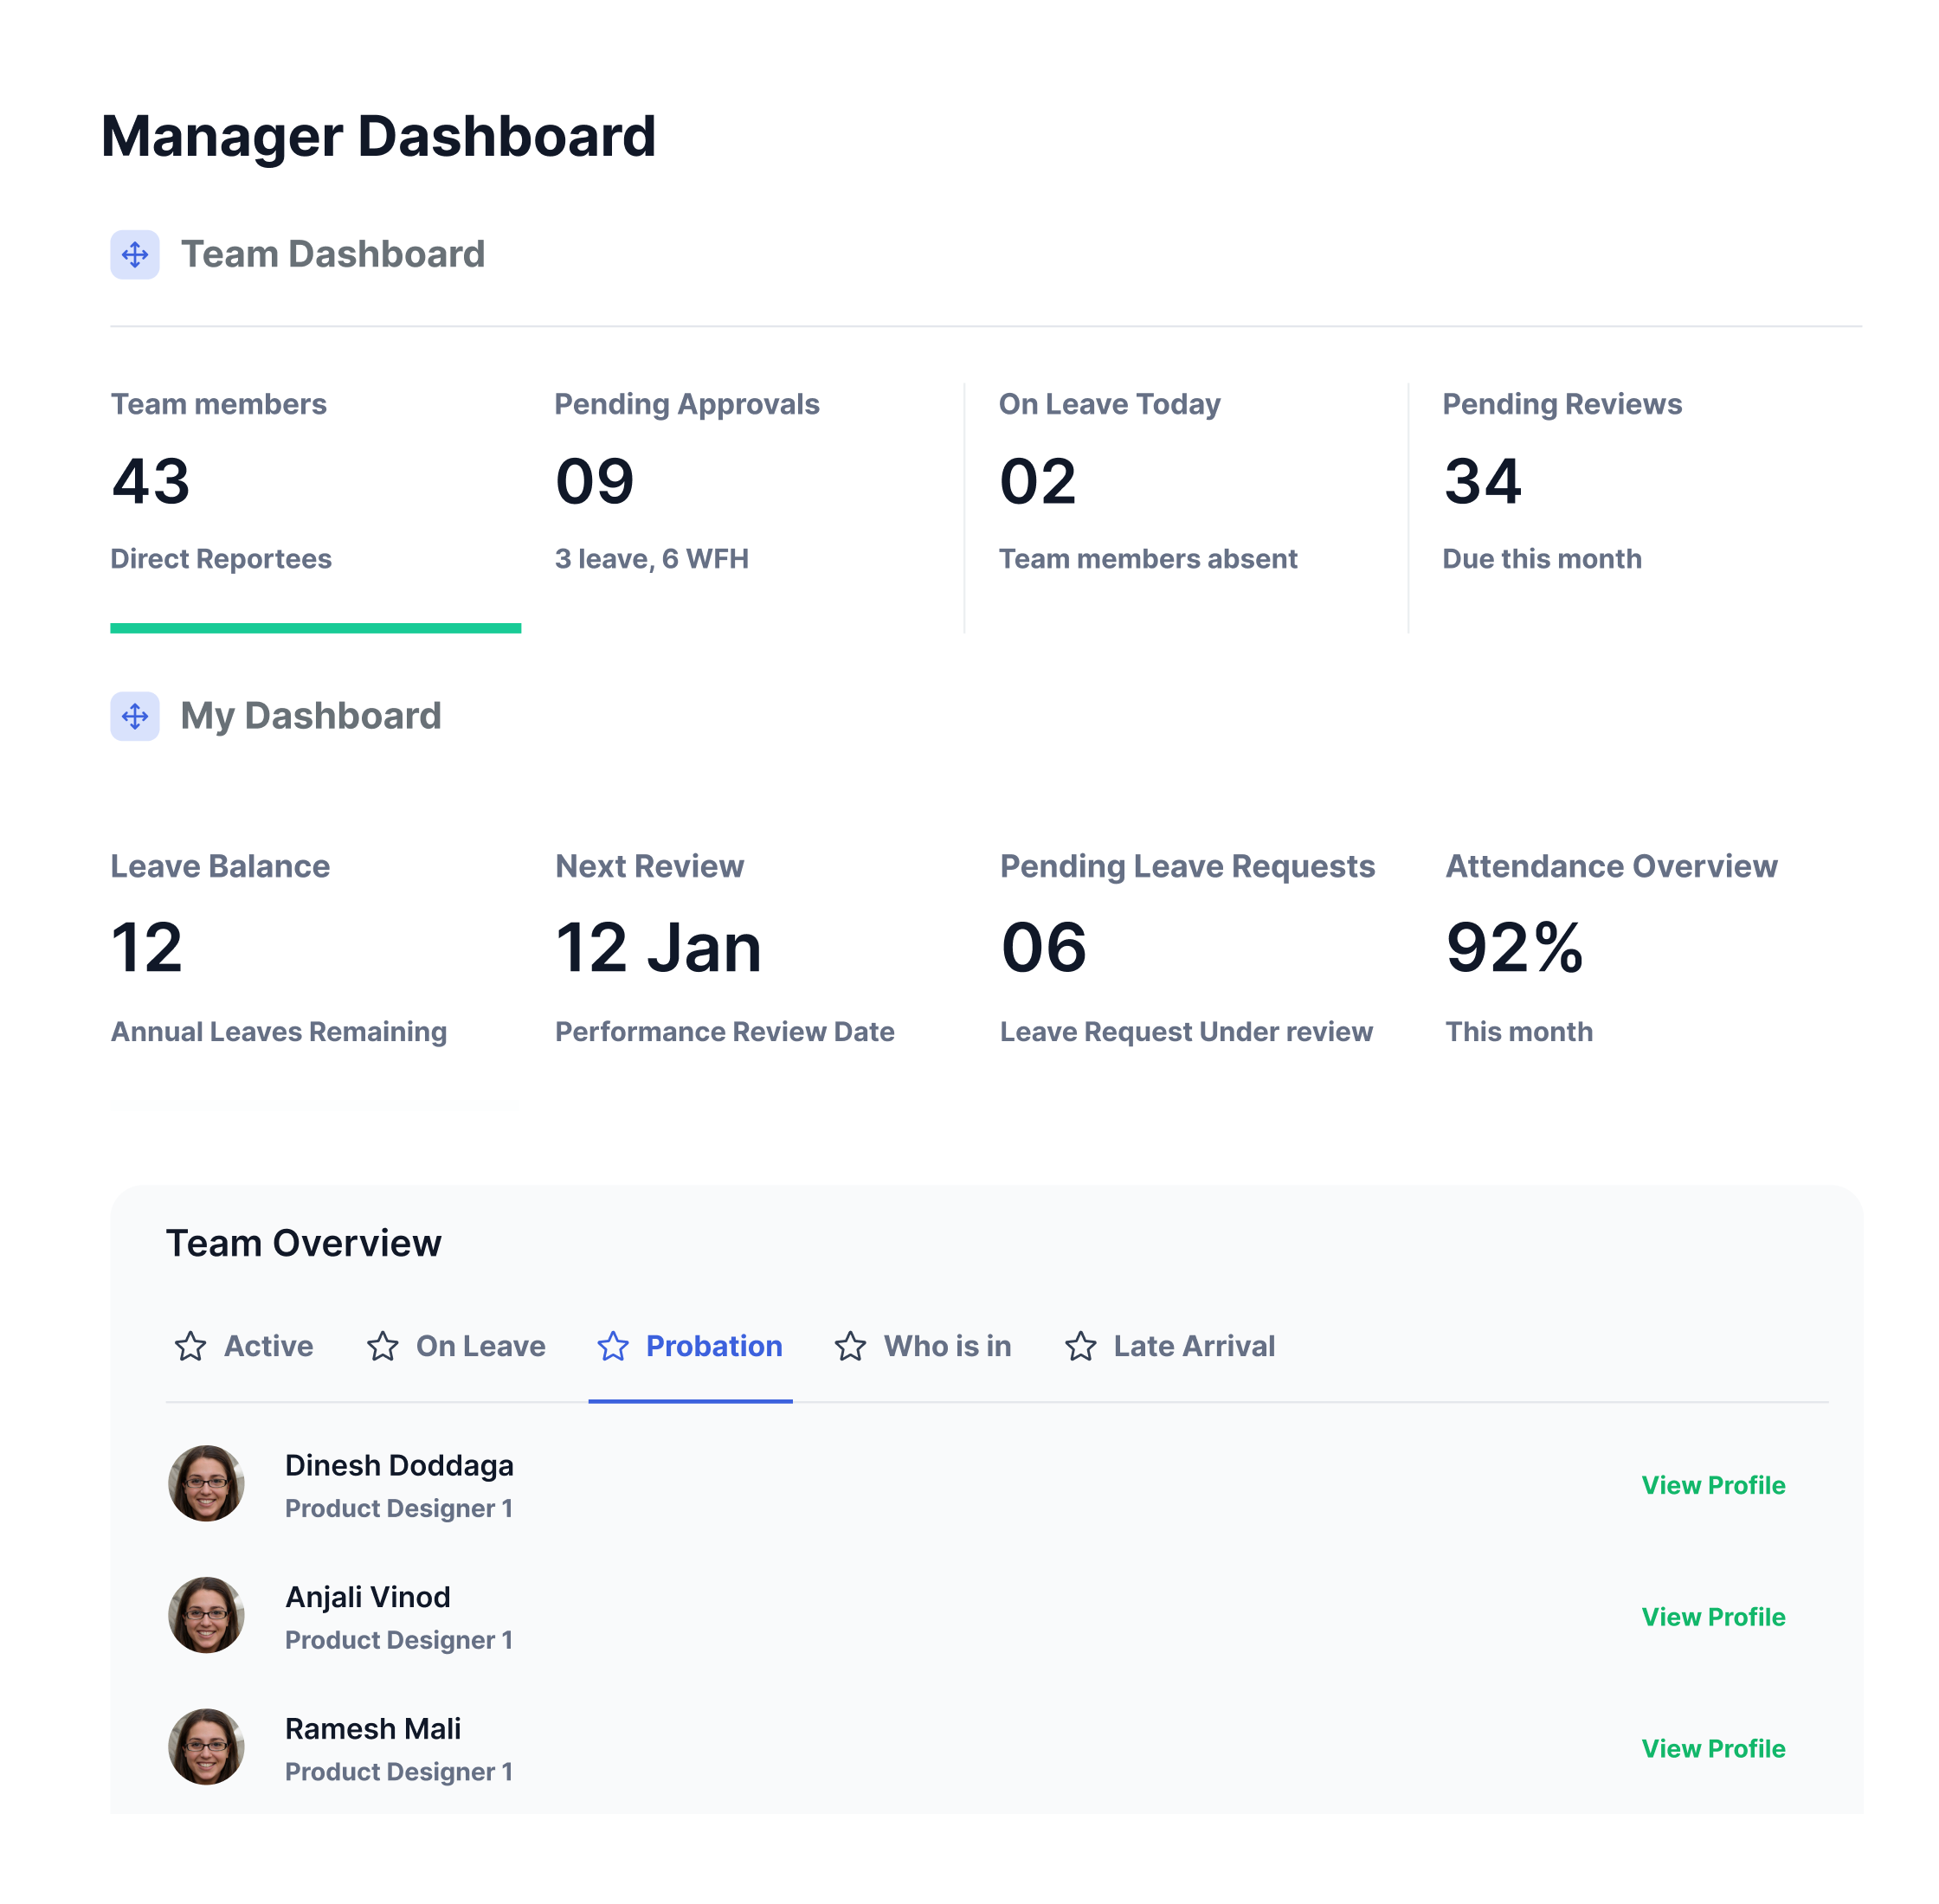 Manager Dashboard
Team Dashboard
Team members
Pending Approvals
On Leave Today
Pending Reviews
43
09
02
34
Direct Reportees
3 leave, 6 WFH
Team members absent
Due this month
My Dashboard
Leave Balance
Next Review
Pending Leave Requests
Attendance Overview
12
12 Jan
06
92%
Annual Leaves Remaining
Performance Review Date
Leave Request Under review
This month
Team Overview
Active
On Leave
Probation
Who is in
Late Arrival
Dinesh Doddaga
Product Designer 1
View Profile
Anjali Vinod
Product Designer 1
View Profile
Ramesh Mali
Product Designer 1
View Profile